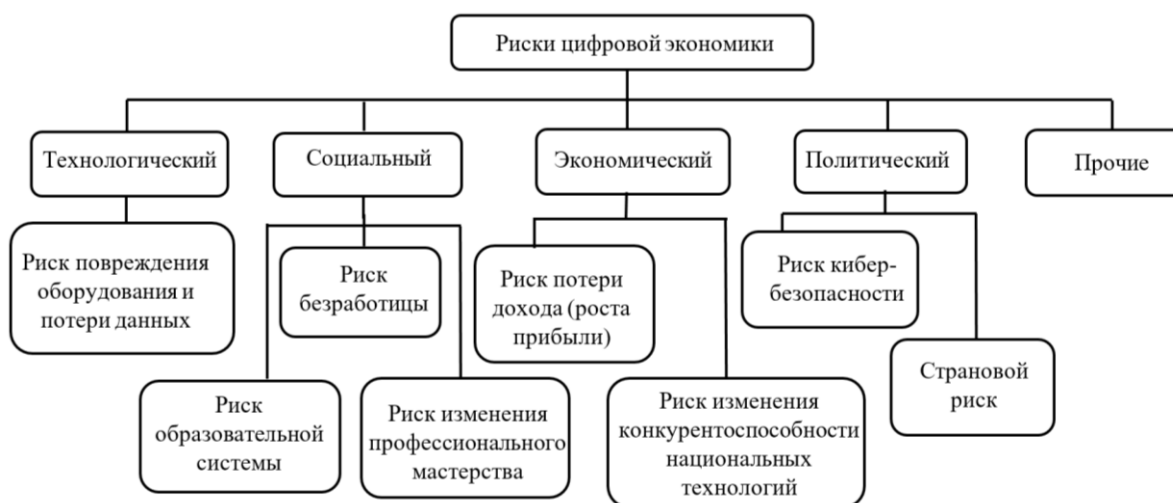 Риски цифровой экономики
Технологический
Социальный
Экономический
Политический
Прочие
Риск повреждения
оборудования и
потери данных
Риск
безработицы
Риск потери
дохода (роста
прибыли)
Риск кибер-
безопасности
Риск
образовательной
системы
Риск изменения
профессионального
мастерства
Риск изменения
конкурентоспособности
национальных
технологий
Страновой
риск